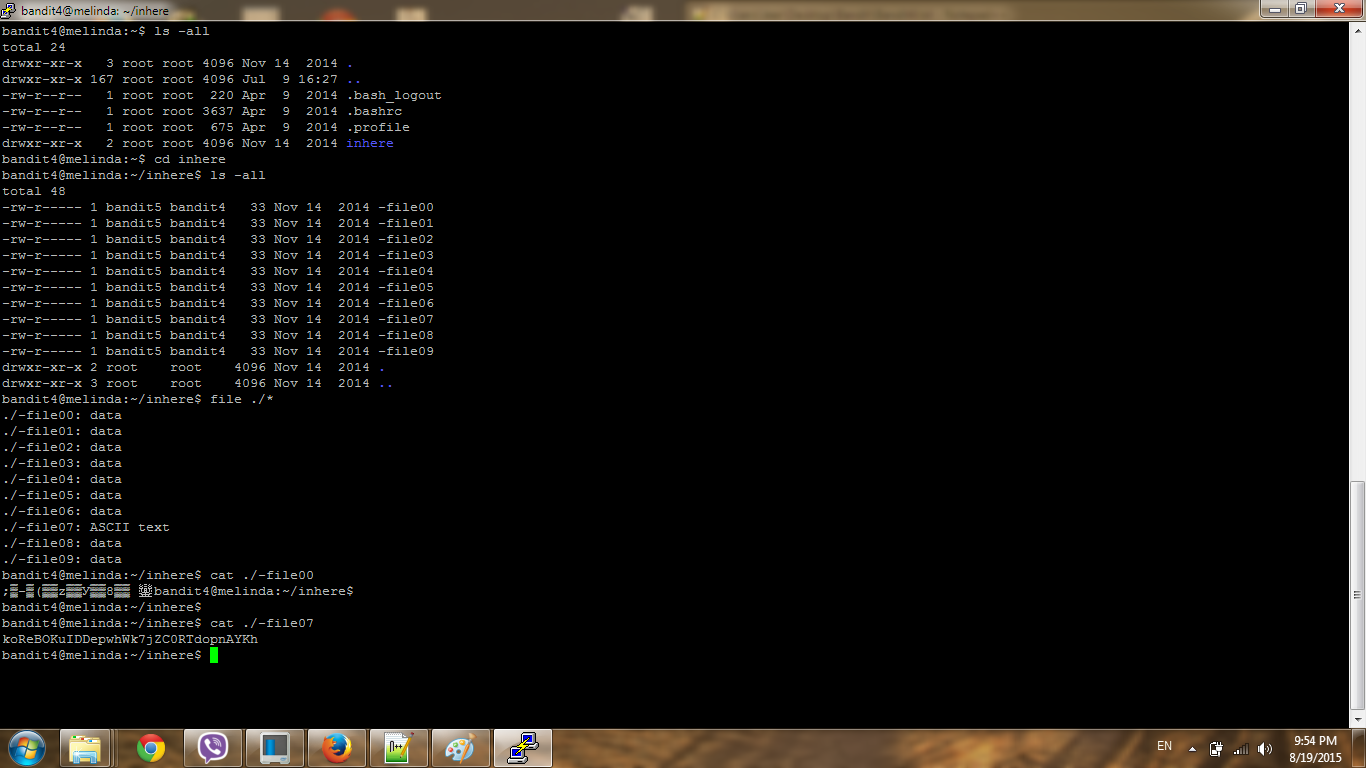 bandit4@melinda: ~/inhere
bandit4@melinda:~$ ls -all
total 24
drwxr-xr-x   3 root root 4096 Nov 14  2014 .
drwxr-xr-x 167 root root 4096 Jul  9 16:27 ..
-rw-r--r--   1 root root  220 Apr  9  2014 .bash_logout
-rw-r--r--   1 root root 3637 Apr  9  2014 .bashrc
-rw-r--r--   1 root root  675 Apr  9  2014 .profile
drwxr-xr-x   2 root root 4096 Nov 14  2014 inhere
bandit4@melinda:~$ cd inhere
bandit4@melinda:~/inhere$ ls -all
total 48
-rw-r----- 1 bandit5 bandit4   33 Nov 14  2014 -file00
-rw-r----- 1 bandit5 bandit4   33 Nov 14  2014 -file01
-rw-r----- 1 bandit5 bandit4   33 Nov 14  2014 -file02
-rw-r----- 1 bandit5 bandit4   33 Nov 14  2014 -file03
-rw-r----- 1 bandit5 bandit4   33 Nov 14  2014 -file04
-rw-r----- 1 bandit5 bandit4   33 Nov 14  2014 -file05
-rw-r----- 1 bandit5 bandit4   33 Nov 14  2014 -file06
-rw-r----- 1 bandit5 bandit4   33 Nov 14  2014 -file07
-rw-r----- 1 bandit5 bandit4   33 Nov 14  2014 -file08
-rw-r----- 1 bandit5 bandit4   33 Nov 14  2014 -file09
drwxr-xr-x 2 root    root    4096 Nov 14  2014 .
drwxr-xr-x 3 root    root    4096 Nov 14  2014 ..
bandit4@melinda:~/inhere$ file ./*
./-file00: data
./-file01: data
./-file02: data
./-file03: data
./-file04: data
./-file05: data
./-file06: data
./-file07: ASCII text
./-file08: data
./-file09: data
bandit4@melinda:~/inhere$ cat ./-file00
;▒-▒(▒▒z▒▒У▒▒8▒▒ bandit4@melinda:~/inhere$
bandit4@melinda:~/inhere$
bandit4@melinda:~/inhere$ cat ./-file07
koReBOKuIDDepwhWk7jZC0RTdopnAYKh
bandit4@melinda:~/inhere$
EN
9:54 PM
8/19/2015